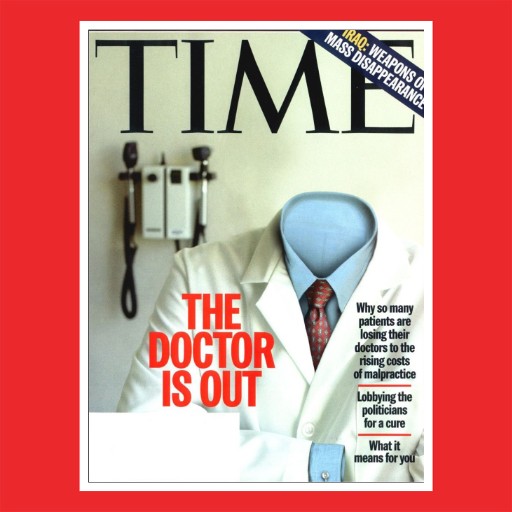 TIME
IRAQ: WEAPONS OF
MASS DISAPPEARANCE
THE
DOCTOR
IS OUT
Why so many
patients are
losing their
doctors to the
rising costs
of malpractice
Lobbying the
politicians
for a cure
What it
means for you